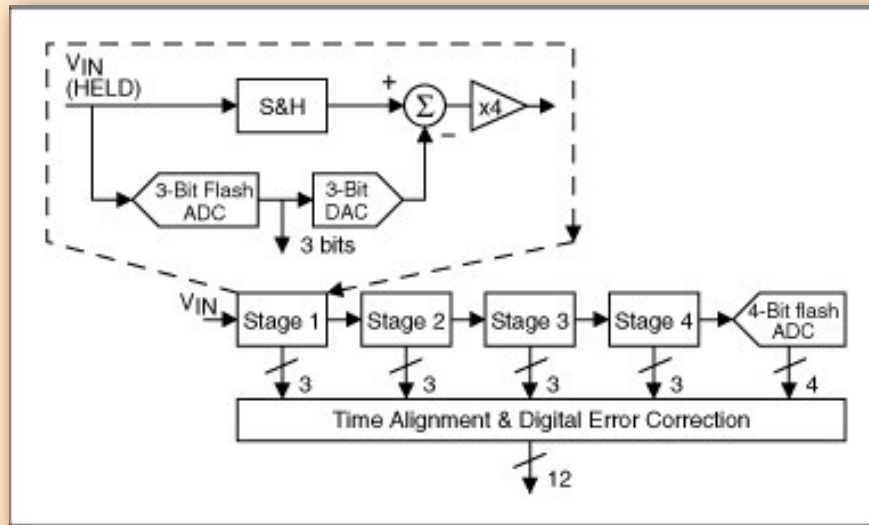 VIN
(HELD)
S&H
+
Σ
−
x4
3-Bit Flash
ADC
3-Bit
DAC
3 bits
VIN
Stage 1
Stage 2
Stage 3
Stage 4
4-Bit flash
ADC
3
3
3
3
4
Time Alignment & Digital Error Correction
12